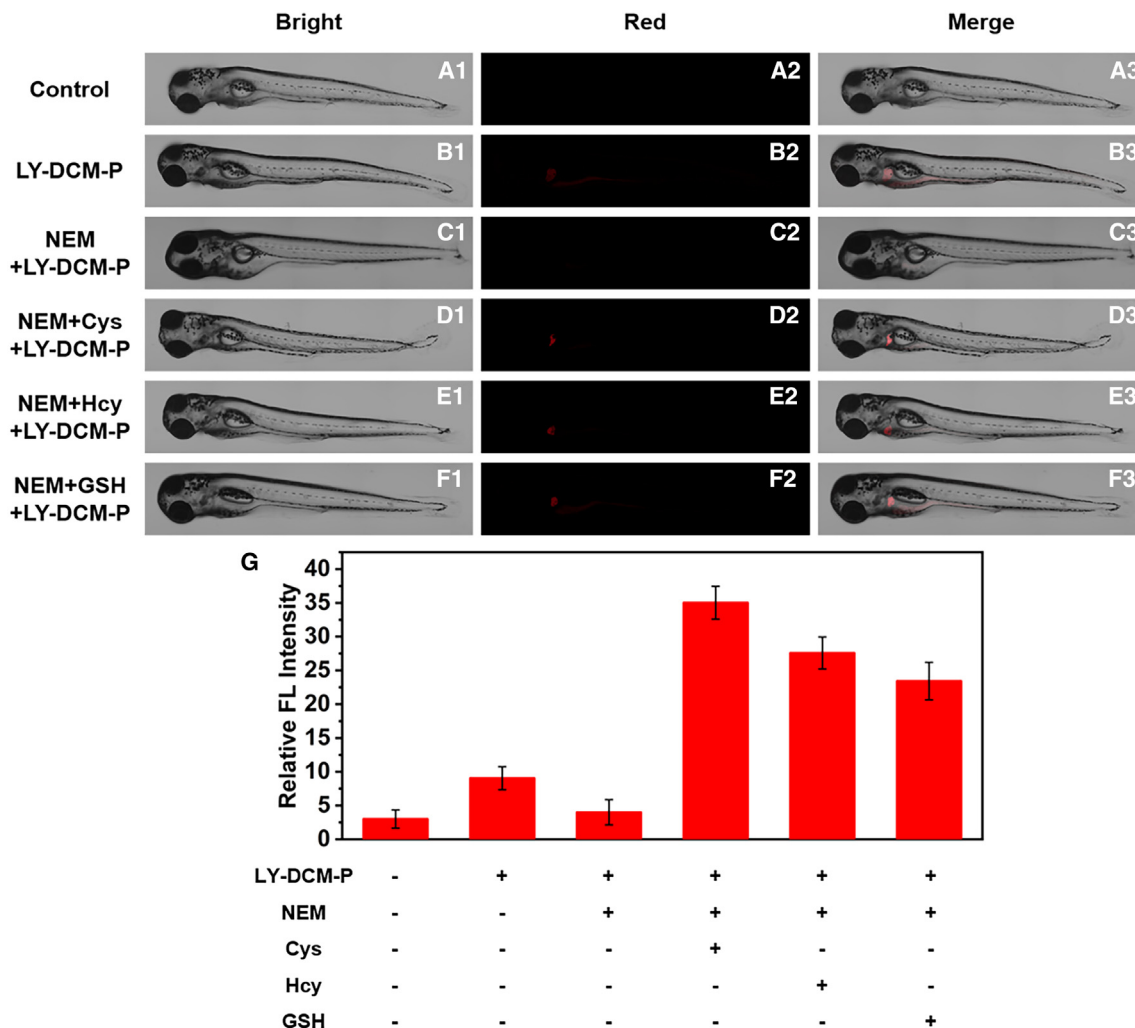 Bright Red Merge
Control A1 A2 A3
LY-DCM-P B1 B2 B3
NEM
+LY-DCM-P C1 C2 C3
NEM+Cys
+LY-DCM-P D1 D2 D3
NEM+Hcy
+LY-DCM-P E1 E2 E3
NEM+GSH
+LY-DCM-P F1 F2 F3
G
Relative FL Intensity
40
35
30
25
20
15
10
5
0
LY-DCM-P - + + + + +
NEM - - + + + +
Cys - - - + - -
Hcy - - - - + -
GSH - - - - - +